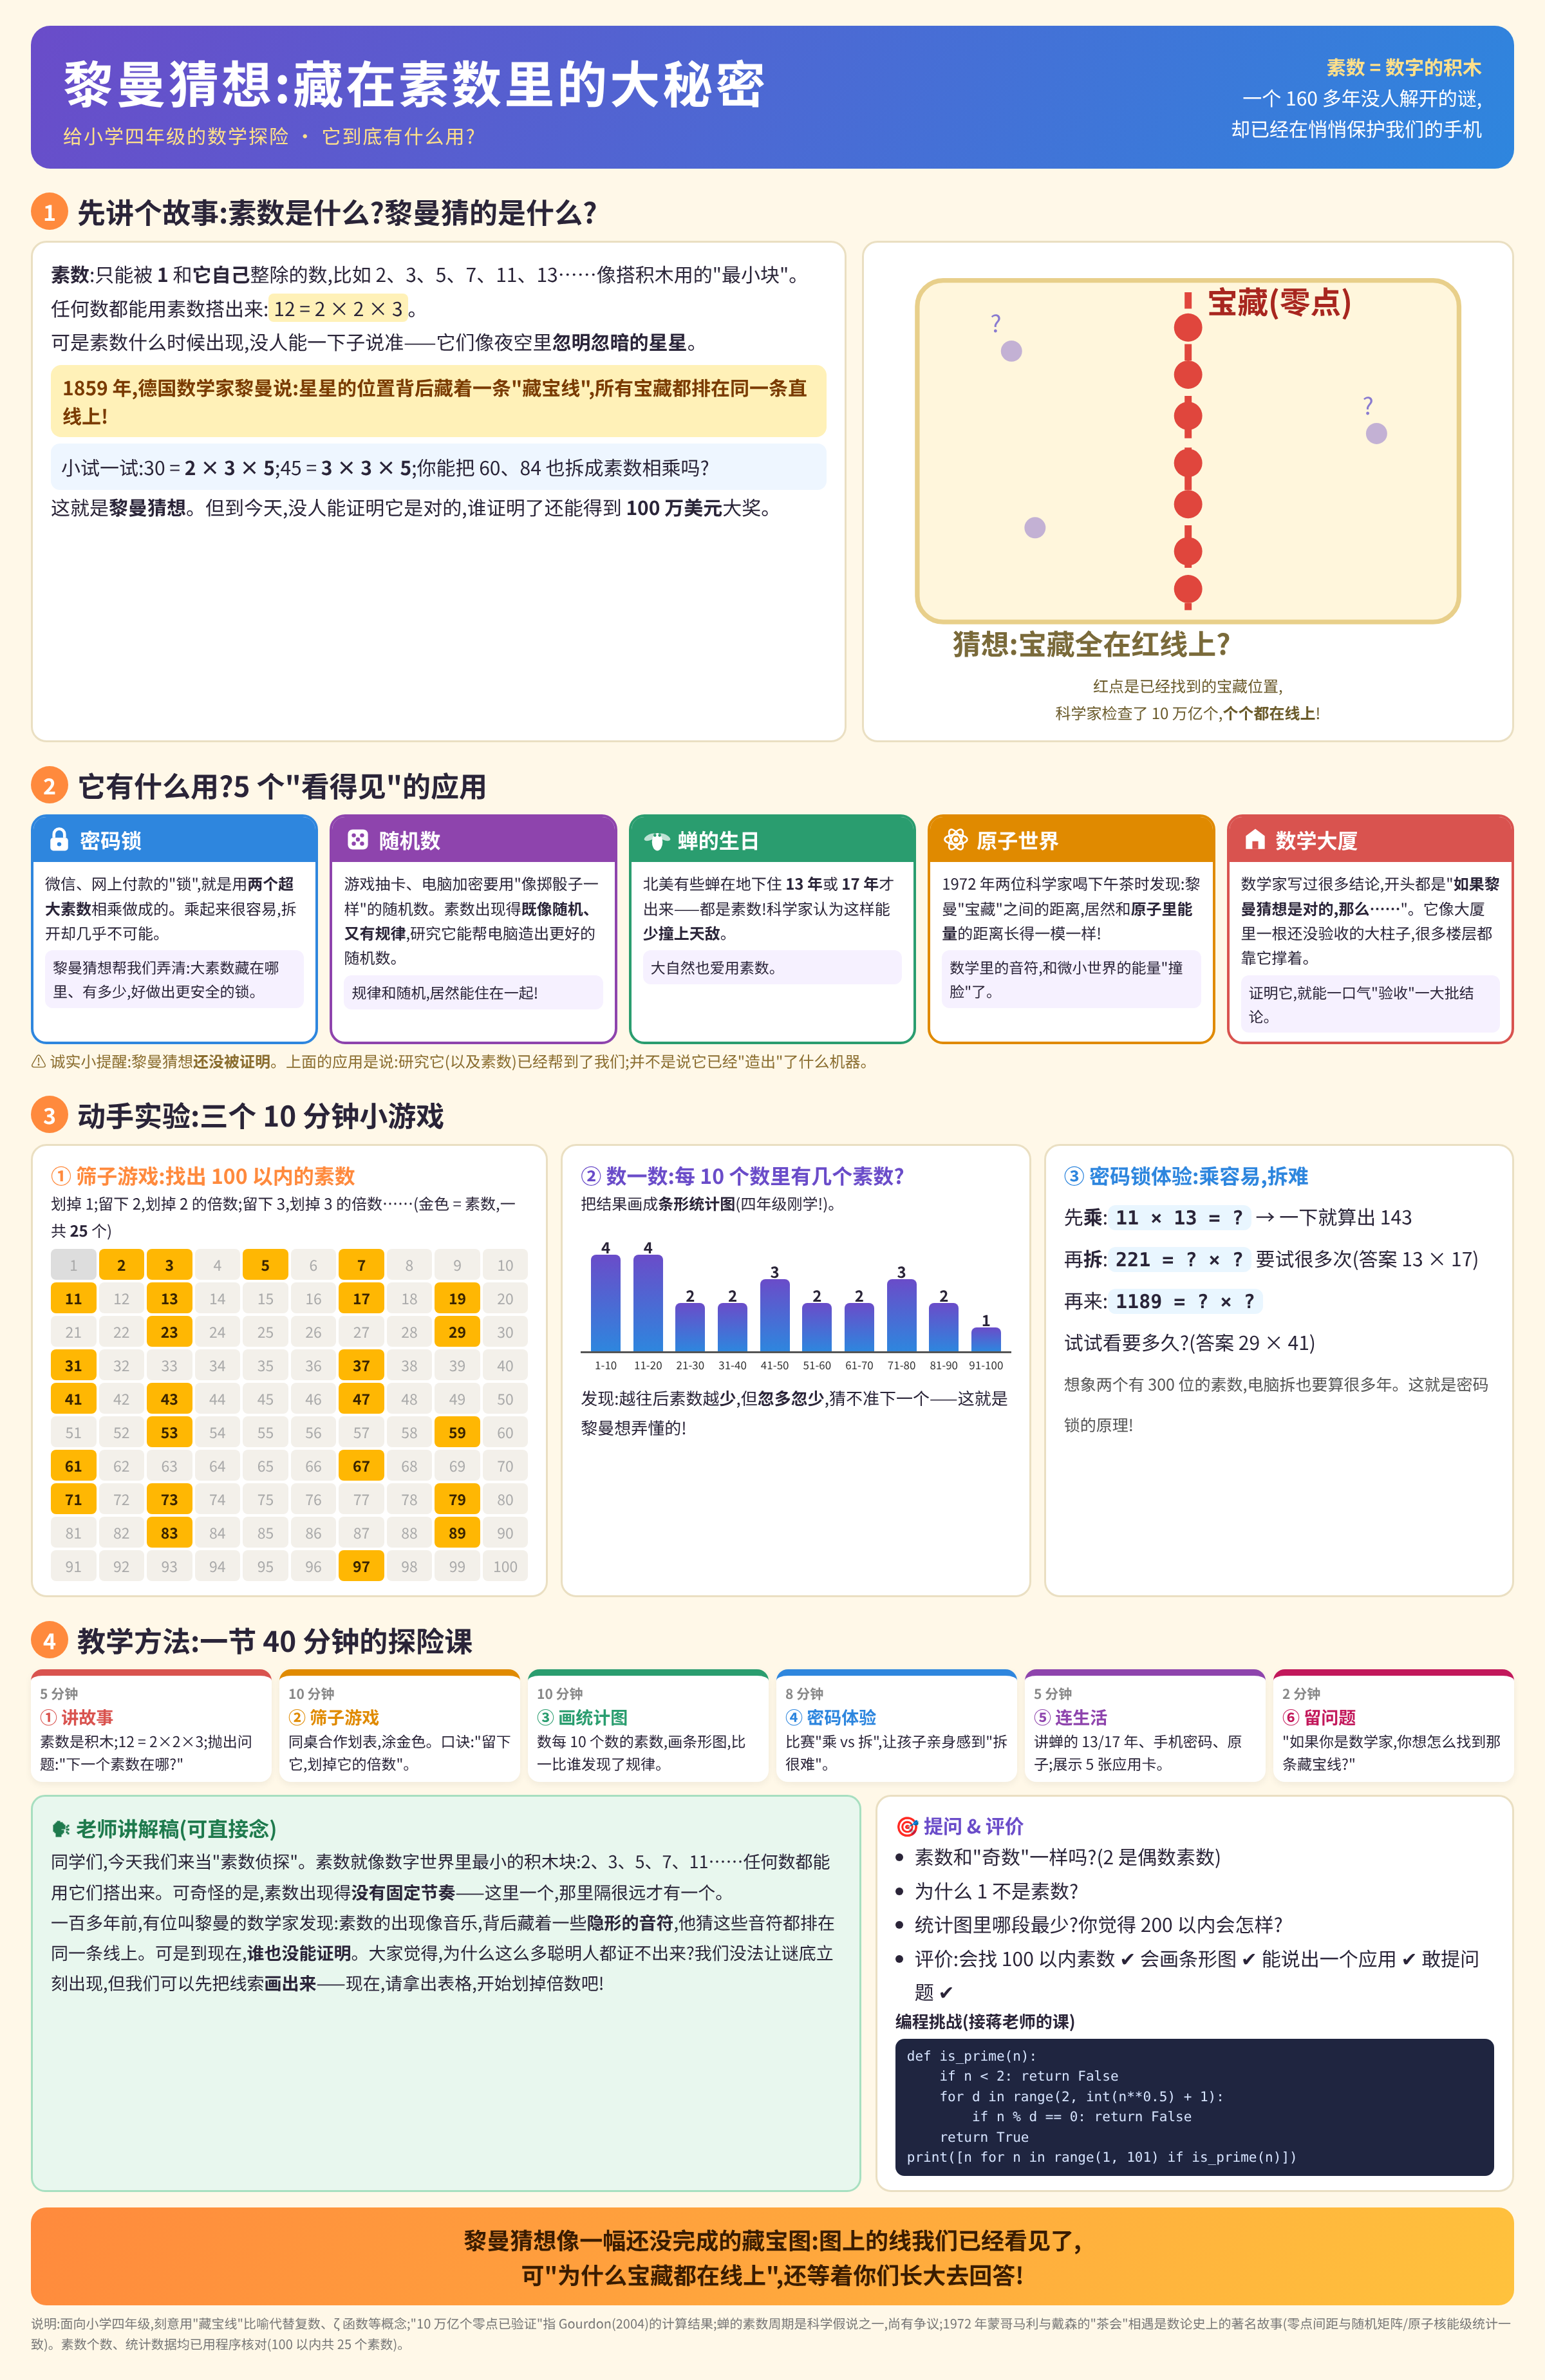 黎曼猜想:藏在素数里的大秘密
给小学四年级的数学探险 · 它到底有什么用?
素数 = 数字的积木
一个 160 多年没人解开的谜,
却已经在悄悄保护我们的手机
1 先讲个故事:素数是什么?黎曼猜的是什么?
素数:只能被 1 和它自己整除的数,比如 2、3、5、7、11、13……像搭积木用的"最小块"。
任何数都能用素数搭出来: 12 = 2 × 2 × 3 。
可是素数什么时候出现,没人能一下子说准——它们像夜空里忽明忽暗的星星。
1859 年,德国数学家黎曼说:星星的位置背后藏着一条"藏宝线",所有宝藏都排在同一条直
线上!
小试一试:30 = 2 × 3 × 5;45 = 3 × 3 × 5;你能把 60、84 也拆成素数相乘吗?
这就是黎曼猜想。但到今天,没人能证明它是对的,谁证明了还能得到 100 万美元大奖。
宝藏(零点)
?
?
猜想:宝藏全在红线上?
红点是已经找到的宝藏位置,
科学家检查了 10 万亿个,个个都在线上!
2 它有什么用?5 个"看得见"的应用
密码锁
微信、网上付款的"锁",就是用两个超
大素数相乘做成的。乘起来很容易,拆
开却几乎不可能。
黎曼猜想帮我们弄清:大素数藏在哪
里、有多少,好做出更安全的锁。
随机数
游戏抽卡、电脑加密要用"像掷骰子一
样"的随机数。素数出现得既像随机、
又有规律,研究它能帮电脑造出更好的
随机数。
规律和随机,居然能住在一起!
蝉的生日
北美有些蝉在地下住 13 年或 17 年才
出来——都是素数!科学家认为这样能
少撞上天敌。
大自然也爱用素数。
原子世界
1972 年两位科学家喝下午茶时发现:黎
曼"宝藏"之间的距离,居然和原子里能
量的距离长得一模一样!
数学里的音符,和微小世界的能量"撞
脸"了。
数学大厦
数学家写过很多结论,开头都是"如果黎
曼猜想是对的,那么……"。它像大厦
里一根还没验收的大柱子,很多楼层都
靠它撑着。
证明它,就能一口气"验收"一大批结
论。
⚠ 诚实小提醒:黎曼猜想还没被证明。上面的应用是说:研究它(以及素数)已经帮到了我们;并不是说它已经"造出"了什么机器。
3 动手实验:三个 10 分钟小游戏
① 筛子游戏:找出 100 以内的素数
划掉 1;留下 2,划掉 2 的倍数;留下 3,划掉 3 的倍数……(金色 = 素数,一
共 25 个)
1 2 3 4 5 6 7 8 9 10
11 12 13 14 15 16 17 18 19 20
21 22 23 24 25 26 27 28 29 30
31 32 33 34 35 36 37 38 39 40
41 42 43 44 45 46 47 48 49 50
51 52 53 54 55 56 57 58 59 60
61 62 63 64 65 66 67 68 69 70
71 72 73 74 75 76 77 78 79 80
81 82 83 84 85 86 87 88 89 90
91 92 93 94 95 96 97 98 99 100
② 数一数:每 10 个数里有几个素数?
把结果画成条形统计图(四年级刚学!)。
4 4 2 2 3 2 2 3 2 1
1-10 11-20 21-30 31-40 41-50 51-60 61-70 71-80 81-90 91-100
发现:越往后素数越少,但忽多忽少,猜不准下一个——这就是
黎曼想弄懂的!
③ 密码锁体验:乘容易,拆难
先乘: 11 × 13 = ? → 一下就算出 143
再拆: 221 = ? × ? 要试很多次(答案 13 × 17)
再来: 1189 = ? × ?
试试看要多久?(答案 29 × 41)
想象两个有 300 位的素数,电脑拆也要算很多年。这就是密码
锁的原理!
4 教学方法:一节 40 分钟的探险课
5 分钟
① 讲故事
素数是积木;12 = 2×2×3;抛出问
题:"下一个素数在哪?"
10 分钟
② 筛子游戏
同桌合作划表,涂金色。口诀:"留下
它,划掉它的倍数"。
10 分钟
③ 画统计图
数每 10 个数的素数,画条形图,比
一比谁发现了规律。
8 分钟
④ 密码体验
比赛"乘 vs 拆",让孩子亲身感到"拆
很难"。
5 分钟
⑤ 连生活
讲蝉的 13/17 年、手机密码、原
子;展示 5 张应用卡。
2 分钟
⑥ 留问题
"如果你是数学家,你想怎么找到那
条藏宝线?"
🗣 老师讲解稿(可直接念)
同学们,今天我们来当"素数侦探"。素数就像数字世界里最小的积木块:2、3、5、7、11……任何数都能
用它们搭出来。可奇怪的是,素数出现得没有固定节奏——这里一个,那里隔很远才有一个。
一百多年前,有位叫黎曼的数学家发现:素数的出现像音乐,背后藏着一些隐形的音符,他猜这些音符都排在
同一条线上。可是到现在,谁也没能证明。大家觉得,为什么这么多聪明人都证不出来?我们没法让谜底立
刻出现,但我们可以先把线索画出来——现在,请拿出表格,开始划掉倍数吧!
🎯 提问 & 评价
• 素数和"奇数"一样吗?(2 是偶数素数)
• 为什么 1 不是素数?
• 统计图里哪段最少?你觉得 200 以内会怎样?
• 评价:会找 100 以内素数 ✔ 会画条形图 ✔ 能说出一个应用 ✔ 敢提问
题 ✔
编程挑战(接蒋老师的课)
def is_prime(n):
    if n < 2: return False
    for d in range(2, int(n**0.5) + 1):
        if n % d == 0: return False
    return True
print([n for n in range(1, 101) if is_prime(n)])
黎曼猜想像一幅还没完成的藏宝图:图上的线我们已经看见了,
可"为什么宝藏都在线上",还等着你们长大去回答!
说明:面向小学四年级,刻意用"藏宝线"比喻代替复数、ζ 函数等概念;"10 万亿个零点已验证"指 Gourdon(2004)的计算结果;蝉的素数周期是科学假说之一,尚有争议;1972 年蒙哥马利与戴森的"茶会"相遇是数论史上的著名故事(零点间距与随机矩阵/原子核能级统计一
致)。素数个数、统计数据均已用程序核对(100 以内共 25 个素数)。